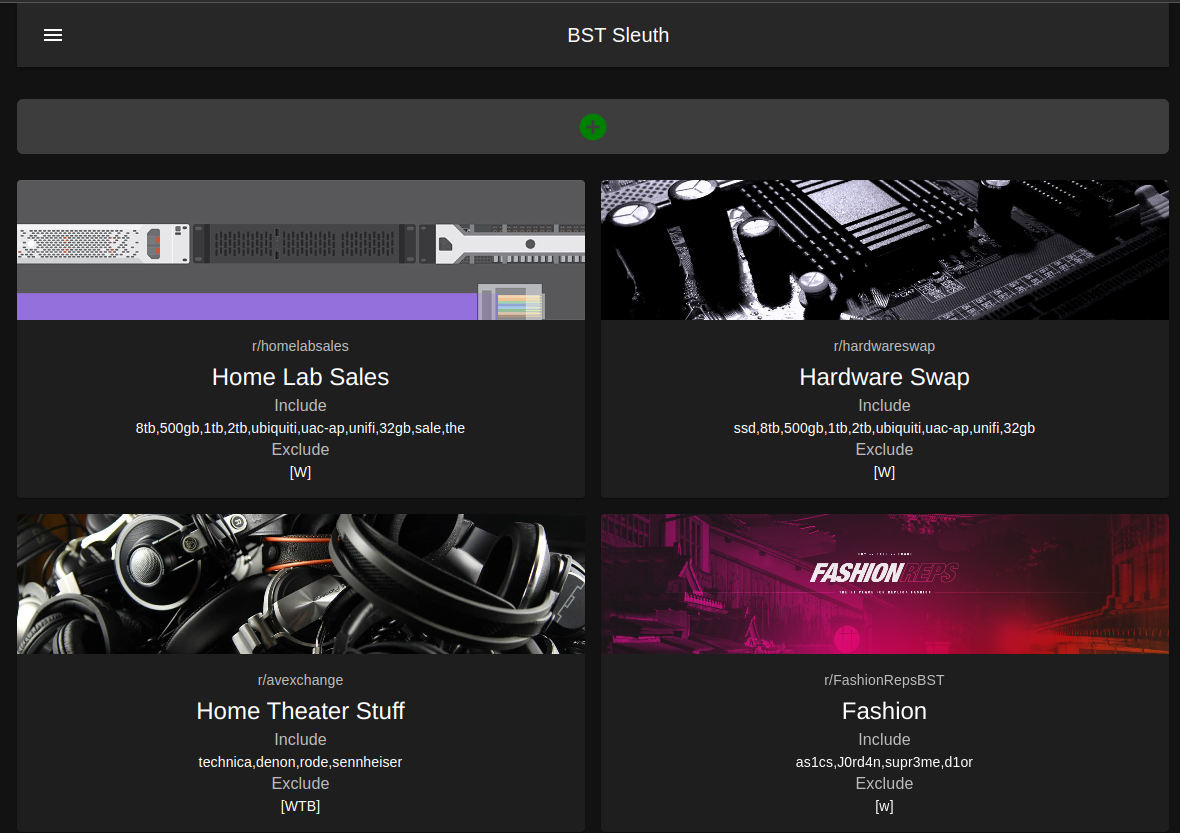 BST Sleuth
r/homelabsales
Home Lab Sales
Include
8tb,500gb,1tb,2tb,ubiquiti,uac-ap,unifi,32gb,sale,the
Exclude
[W]
r/hardwareswap
Hardware Swap
Include
ssd,8tb,500gb,1tb,2tb,ubiquiti,uac-ap,unifi,32gb
Exclude
[W]
r/avexchange
Home Theater Stuff
Include
technica,denon,rode,sennheiser
Exclude
[WTB]
FASHIONREPS
r/FashionRepsBST
Fashion
Include
as1cs,J0rd4n,supr3me,d1or
Exclude
[w]